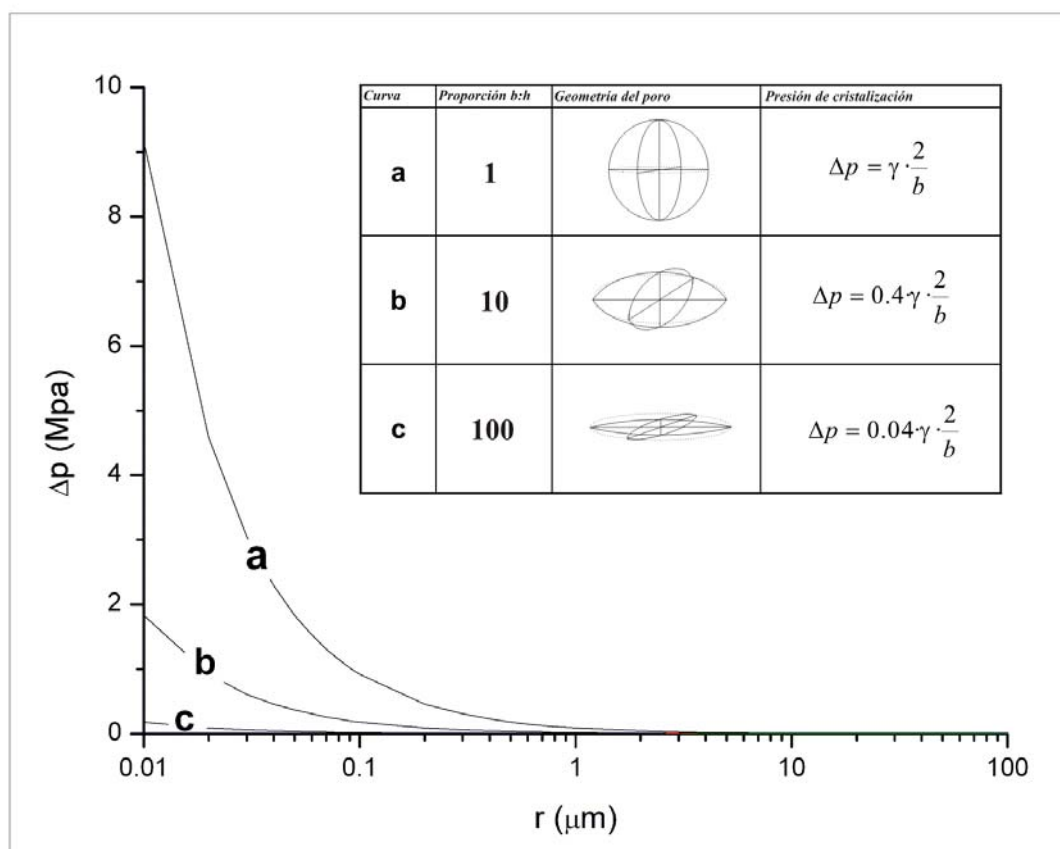 10
8
6
4
2
0
Δp (Mpa)
Curva Proporción b:h Geometría del poro Presión de cristalización
a 1 Δp = γ·2/b
b 10 Δp = 0.4·γ·2/b
c 100 Δp = 0.04·γ·2/b
a
b
c
0.01 0.1 1 10 100
r (μm)